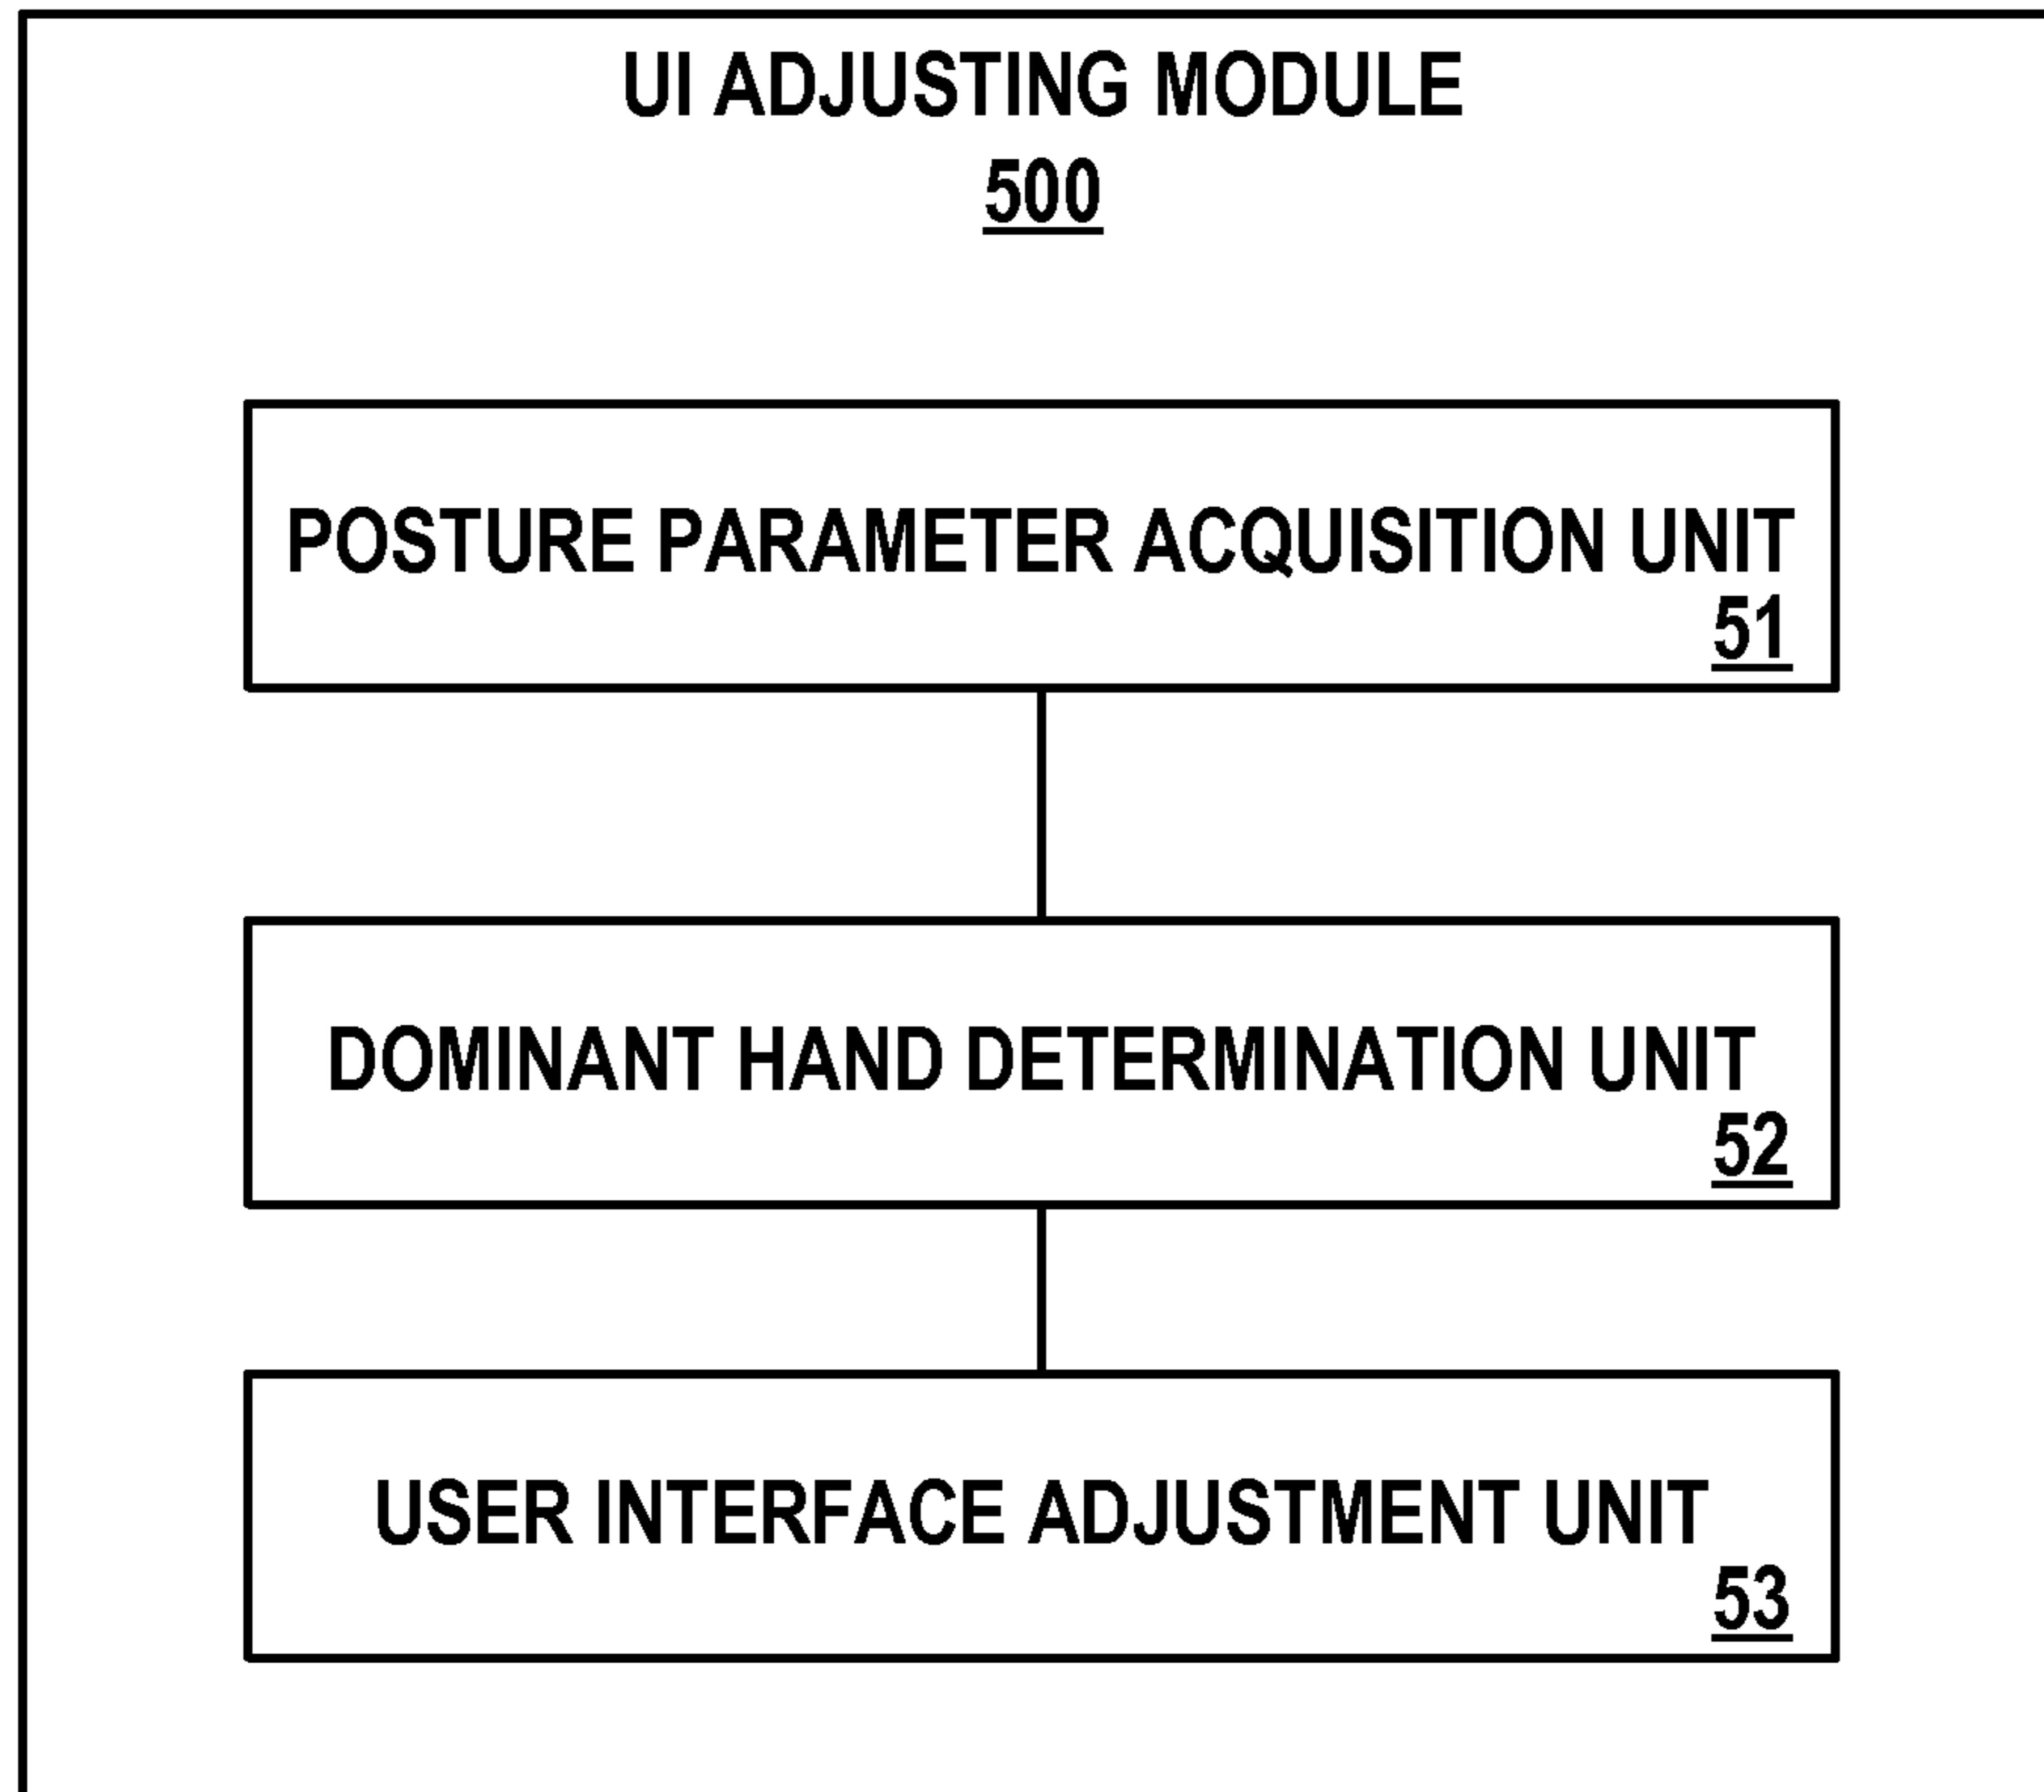 UI ADJUSTING MODULE
500
POSTURE PARAMETER ACQUISITION UNIT
51
DOMINANT HAND DETERMINATION UNIT
52
USER INTERFACE ADJUSTMENT UNIT
53